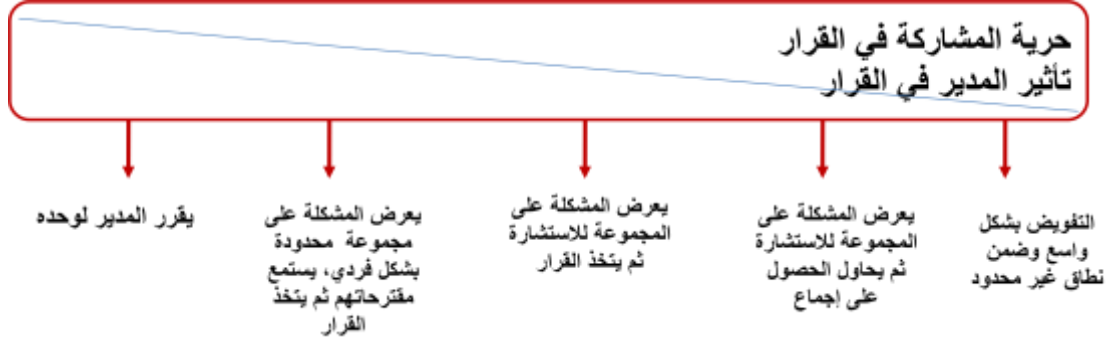 حرية المشاركة في القرار
تأثير المدير في القرار
التفويض بشكل
واسع وضمن
نطاق غير محدود
يعرض المشكلة على
المجموعة للاستشارة
ثم يحاول الحصول
على إجماع
يعرض المشكلة على
المجموعة للاستشارة
ثم يتخذ القرار
يعرض المشكلة على
مجموعة محدودة
بشكل فردي، يستمع
مقترحاتهم ثم يتخذ
القرار
يقرر المدير لوحده